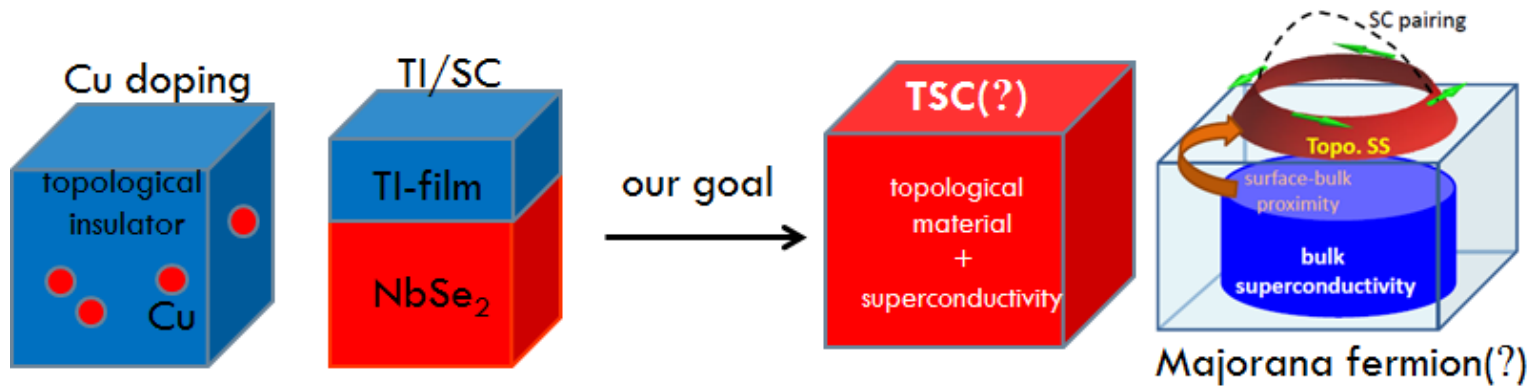 Cu doping
topological
insulator
Cu
TI/SC
TI-film
NbSe₂
our goal
TSC(?)
topological
material
+
superconductivity
SC pairing
Topo. SS
surface-bulk
proximity
bulk
superconductivity
Majorana fermion(?)